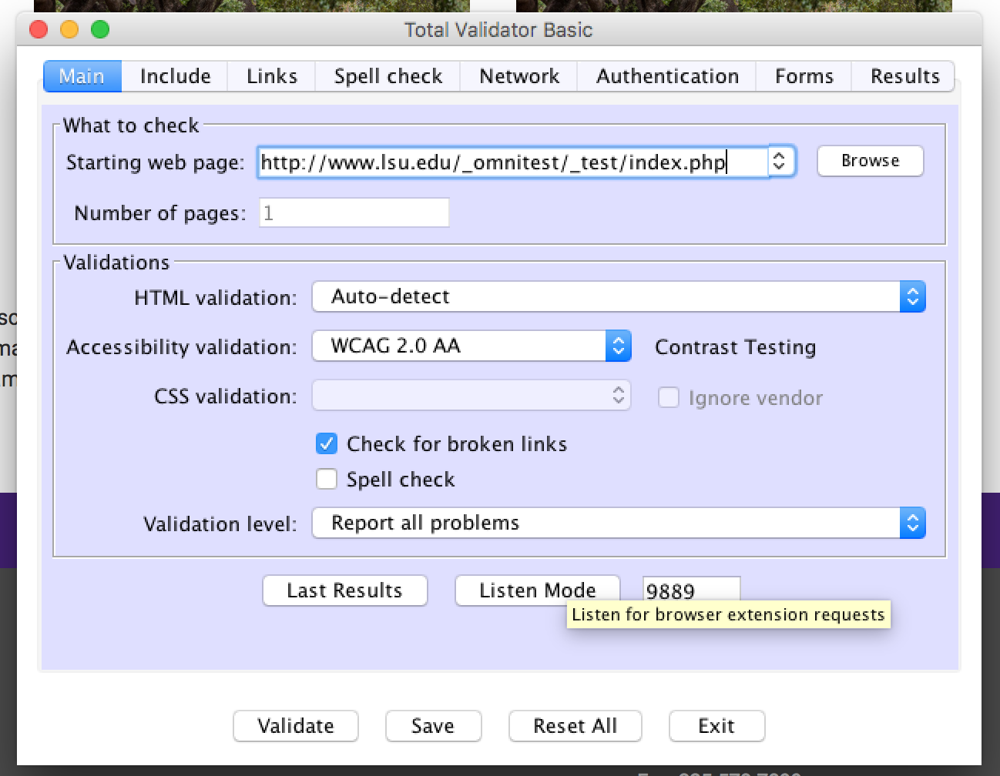 Total Validator Basic
Main Include Links Spell check Network Authentication Forms Results
What to check
Starting web page: http://www.lsu.edu/_omnitest/_test/index.php Browse
Number of pages: 1
Validations
HTML validation: Auto-detect
Accessibility validation: WCAG 2.0 AA Contrast Testing
CSS validation: Ignore vendor
Check for broken links
Spell check
Validation level: Report all problems
Last Results Listen Mode 9889
Listen for browser extension requests
Validate Save Reset All Exit